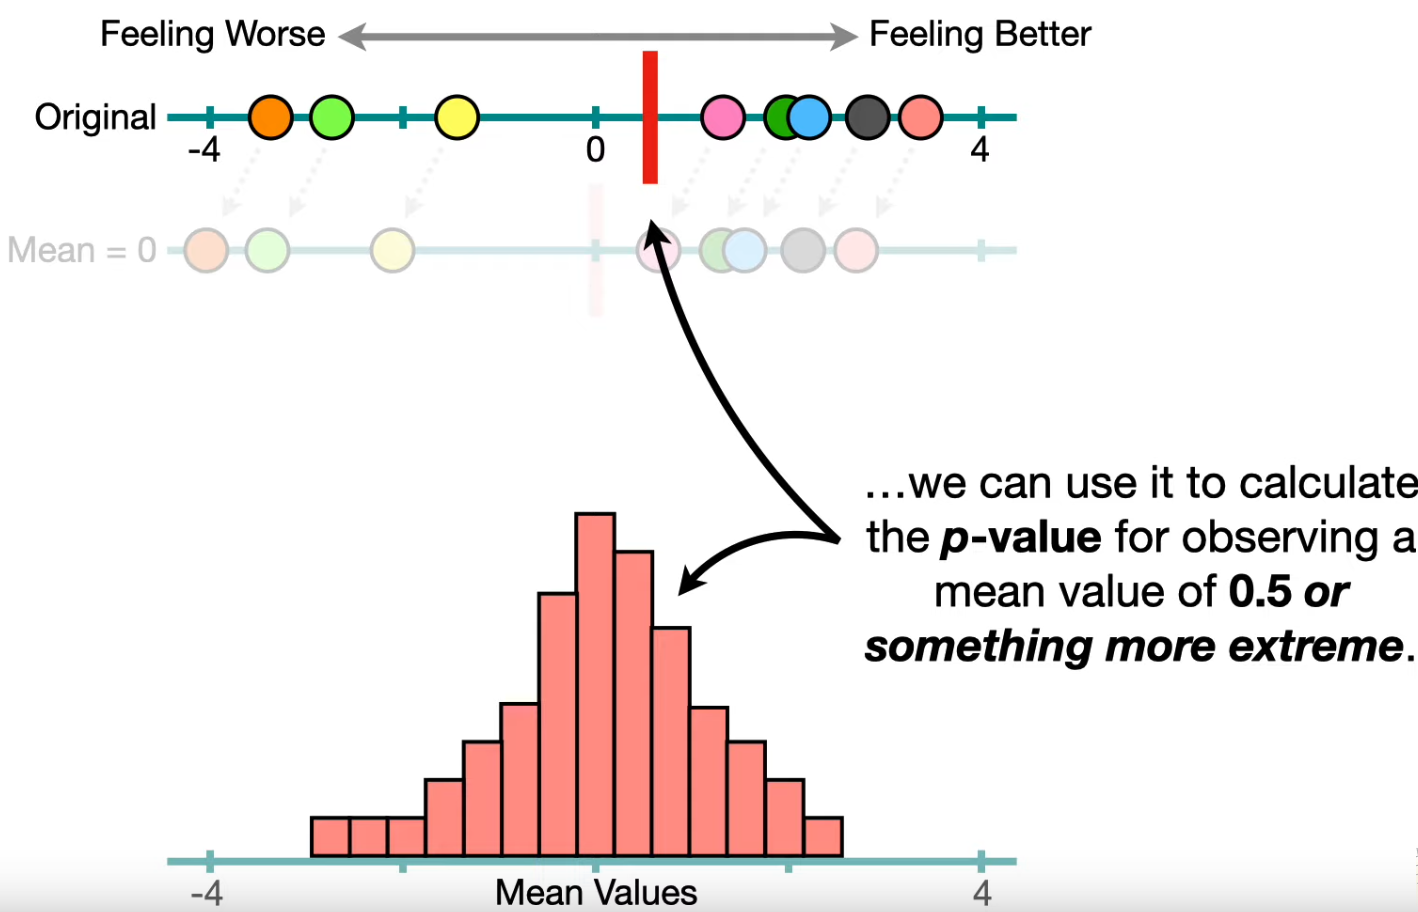 Feeling Worse Feeling Better
Original
-4 0 4
Mean = 0
...we can use it to calculate
the p-value for observing a
mean value of 0.5 or
something more extreme.
-4 Mean Values 4